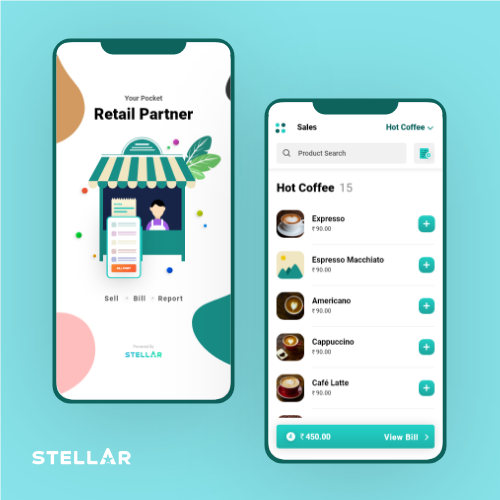 Your Pocket
Retail Partner
Sell • Bill • Report
Powered By
STELLAR
Sales
Hot Coffee
Product Search
Hot Coffee 15
Expresso
₹ 90.00
Espresso Macchiato
₹ 90.00
Americano
₹ 90.00
Cappuccino
₹ 90.00
Café Latte
₹ 90.00
₹ 450.00
View Bill
STELLAR